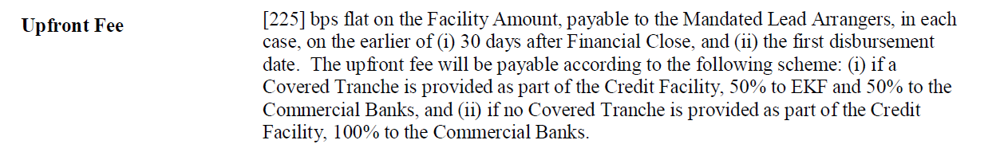 Upfront Fee
[225] bps flat on the Facility Amount, payable to the Mandated Lead Arrangers, in each
case, on the earlier of (i) 30 days after Financial Close, and (ii) the first disbursement
date.  The upfront fee will be payable according to the following scheme: (i) if a
Covered Tranche is provided as part of the Credit Facility, 50% to EKF and 50% to the
Commercial Banks, and (ii) if no Covered Tranche is provided as part of the Credit
Facility, 100% to the Commercial Banks.